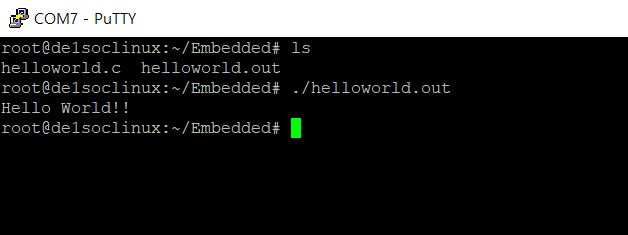 COM7 - PuTTY
root@de1soclinux:~/Embedded# ls
helloworld.c  helloworld.out
root@de1soclinux:~/Embedded# ./helloworld.out
Hello World!!
root@de1soclinux:~/Embedded#